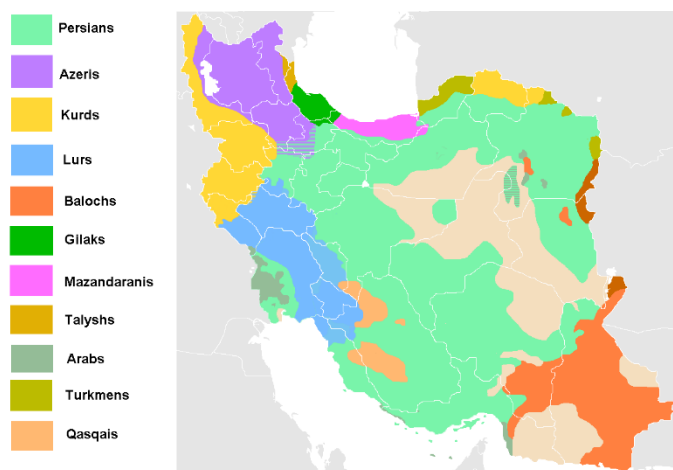 Persians
Azeris
Kurds
Lurs
Balochs
Gilaks
Mazandaranis
Talyshs
Arabs
Turkmens
Qasqais